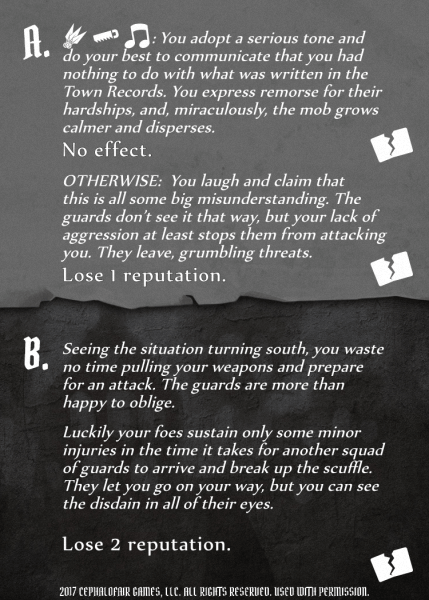 A. : You adopt a serious tone and
do your best to communicate that you had
nothing to do with what was written in the
Town Records. You express remorse for their
hardships, and, miraculously, the mob grows
calmer and disperses.
No effect.
OTHERWISE: You laugh and claim that
this is all some big misunderstanding. The
guards don't see it that way, but your lack of
aggression at least stops them from attacking
you. They leave, grumbling threats.
Lose 1 reputation.
B. Seeing the situation turning south, you waste
no time pulling your weapons and prepare
for an attack. The guards are more than
happy to oblige.
Luckily your foes sustain only some minor
injuries in the time it takes for another squad
of guards to arrive and break up the scuffle.
They let you go on your way, but you can see
the disdain in all of their eyes.
Lose 2 reputation.
2017 CEPHALOFAIR GAMES, LLC. ALL RIGHTS RESERVED. USED WITH PERMISSION.